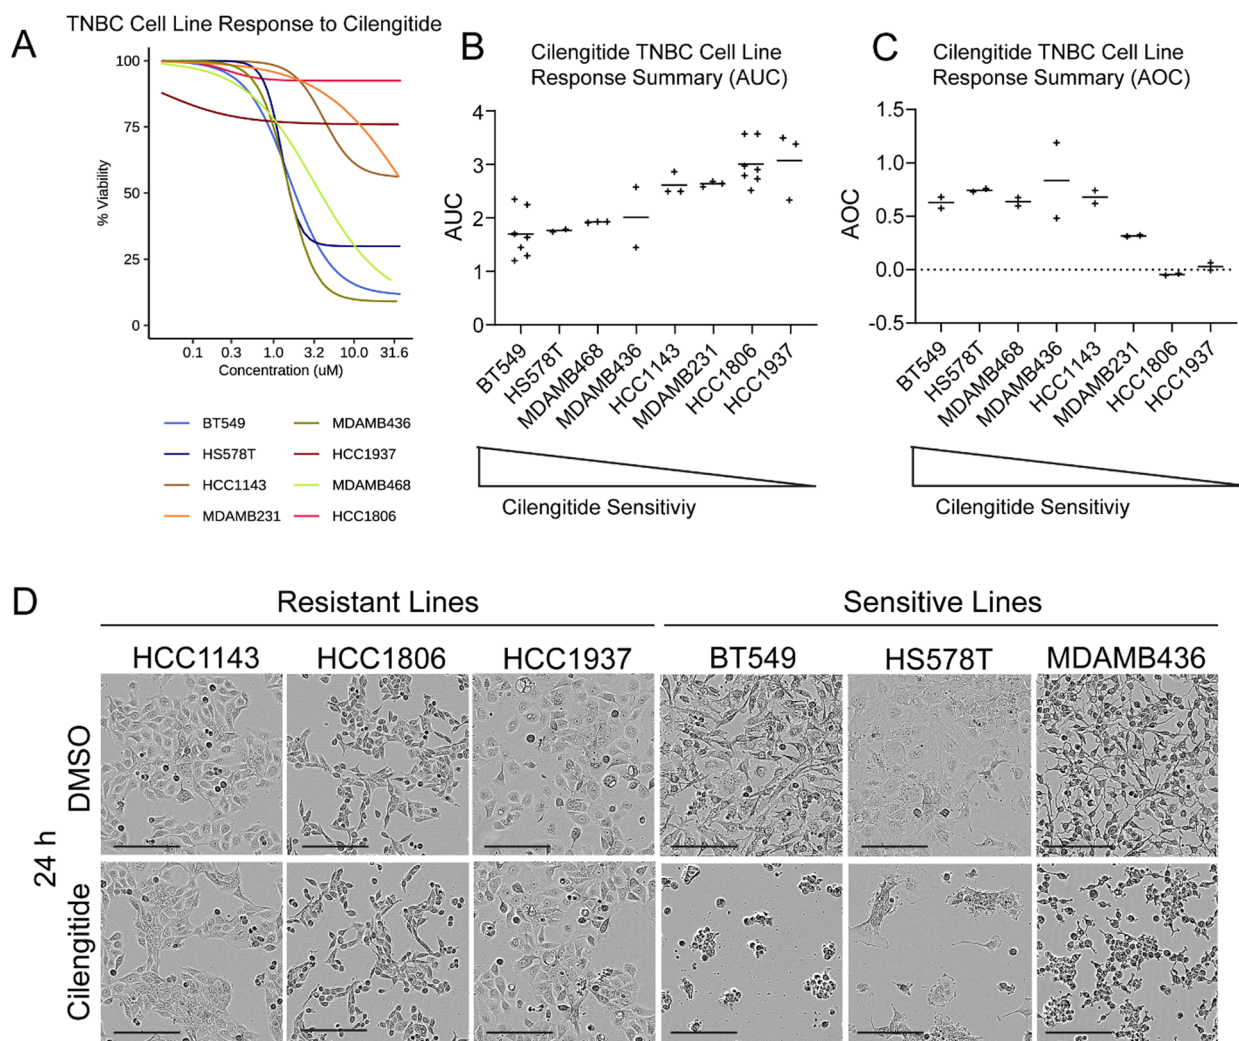 A
TNBC Cell Line Response to Cilengitide
100
75
50
25
0
% Viability
0.1 0.3 1.0 3.2 10.0 31.6
Concentration (uM)
BT549
HS578T
HCC1143
MDAMB231
MDAMB436
HCC1937
MDAMB468
HCC1806
B
Cilengitide TNBC Cell Line
Response Summary (AUC)
4
3
2
1
0
AUC
BT549
HS578T
MDAMB468
MDAMB436
HCC1143
MDAMB231
HCC1806
HCC1937
Cilengitide Sensitiviy
C
Cilengitide TNBC Cell Line
Response Summary (AOC)
1.5
1.0
0.5
0.0
-0.5
AOC
BT549
HS578T
MDAMB468
MDAMB436
HCC1143
MDAMB231
HCC1806
HCC1937
Cilengitide Sensitiviy
D
Resistant Lines
Sensitive Lines
HCC1143 HCC1806 HCC1937 BT549 HS578T MDAMB436
24 h
DMSO
Cilengitide